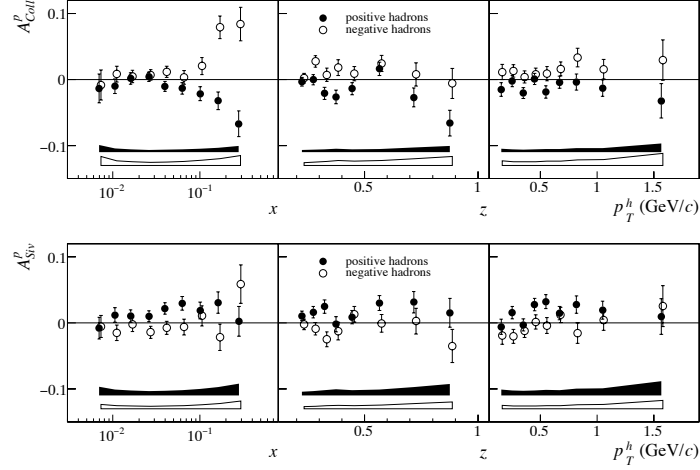 A^p_Coll
0.1
0
−0.1
positive hadrons
negative hadrons
10^−2
10^−1
x
0.5
1
z
0.5
1
1.5
p_T^h (GeV/c)
A^p_Siv
0.1
0
−0.1
positive hadrons
negative hadrons
10^−2
10^−1
x
0.5
1
z
0.5
1
1.5
p_T^h (GeV/c)